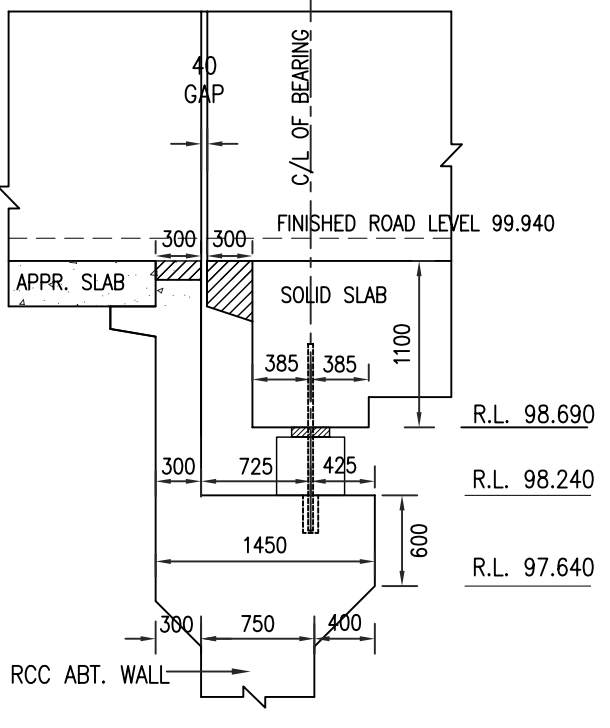 40
GAP
C/L OF BEARING
FINISHED ROAD LEVEL 99.940
300 300
APPR. SLAB
SOLID SLAB
1100
385 385
R.L. 98.690
300 725 425
R.L. 98.240
1450
600
R.L. 97.640
300 750 400
RCC ABT. WALL